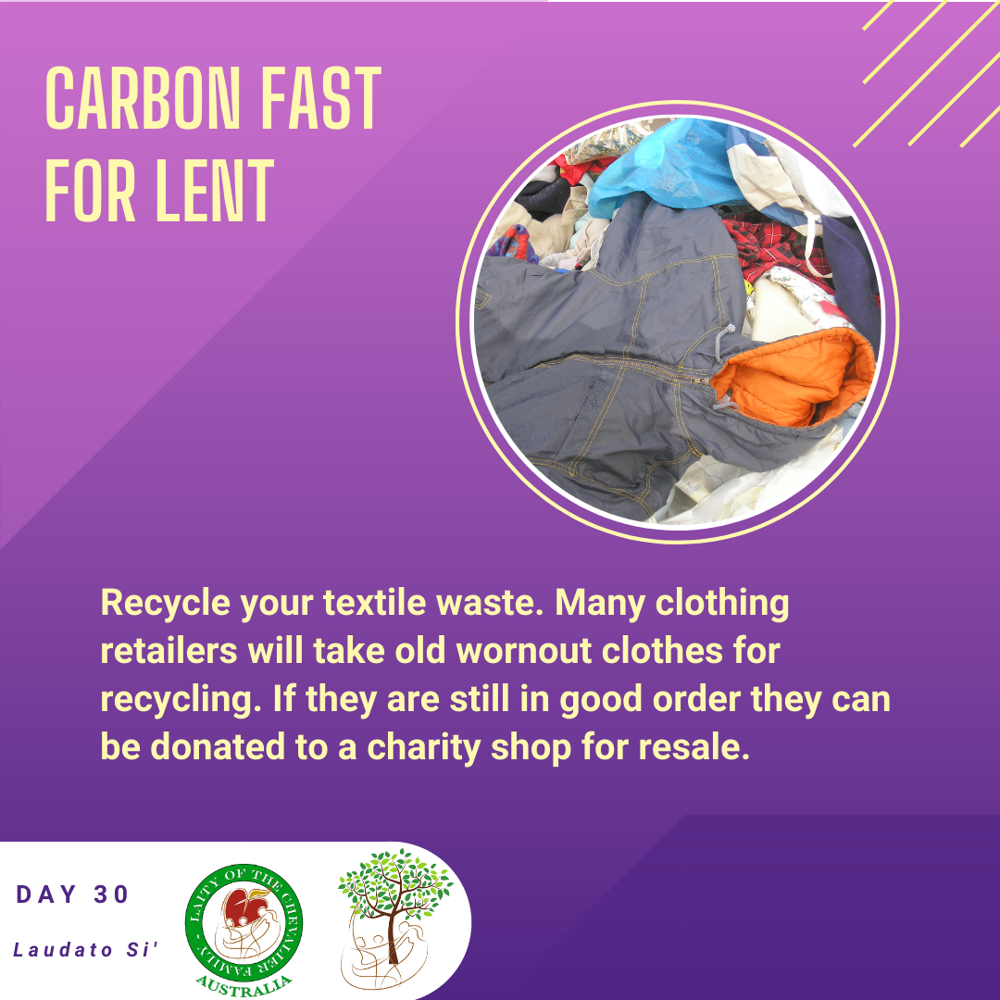 CARBON FAST
FOR LENT
Recycle your textile waste. Many clothing
retailers will take old wornout clothes for
recycling. If they are still in good order they can
be donated to a charity shop for resale.
DAY 30
Laudato Si'
LAITY OF THE CHEVALIER FAMILY -
AUSTRALIA